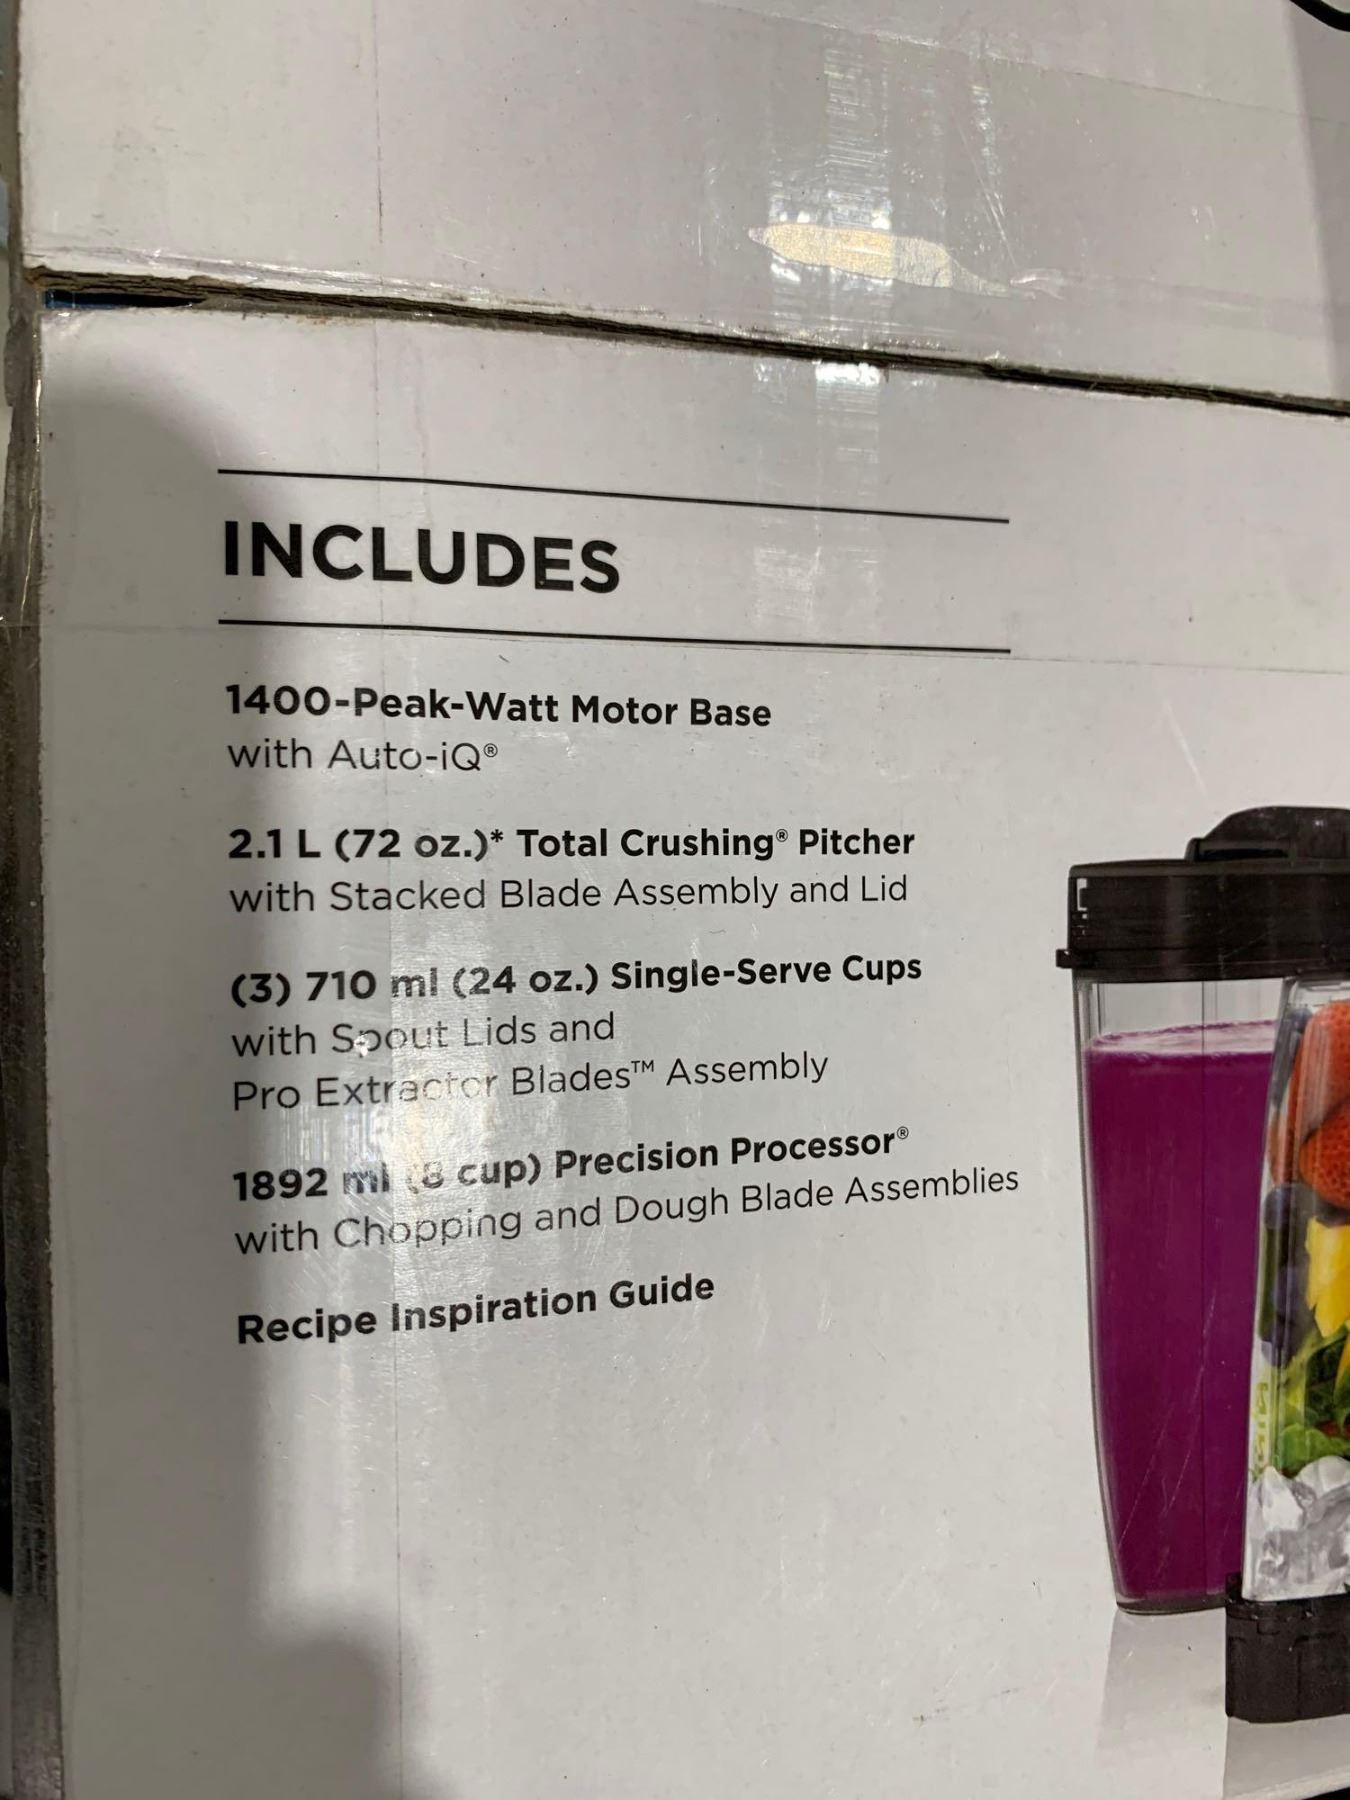 INCLUDES
1400-Peak-Watt Motor Base
with Auto-iQ®
2.1 L (72 oz.)* Total Crushing® Pitcher
with Stacked Blade Assembly and Lid
(3) 710 ml (24 oz.) Single-Serve Cups
with Spout Lids and
Pro Extractor Blades™ Assembly
1892 ml (8 cup) Precision Processor®
with Chopping and Dough Blade Assemblies
Recipe Inspiration Guide